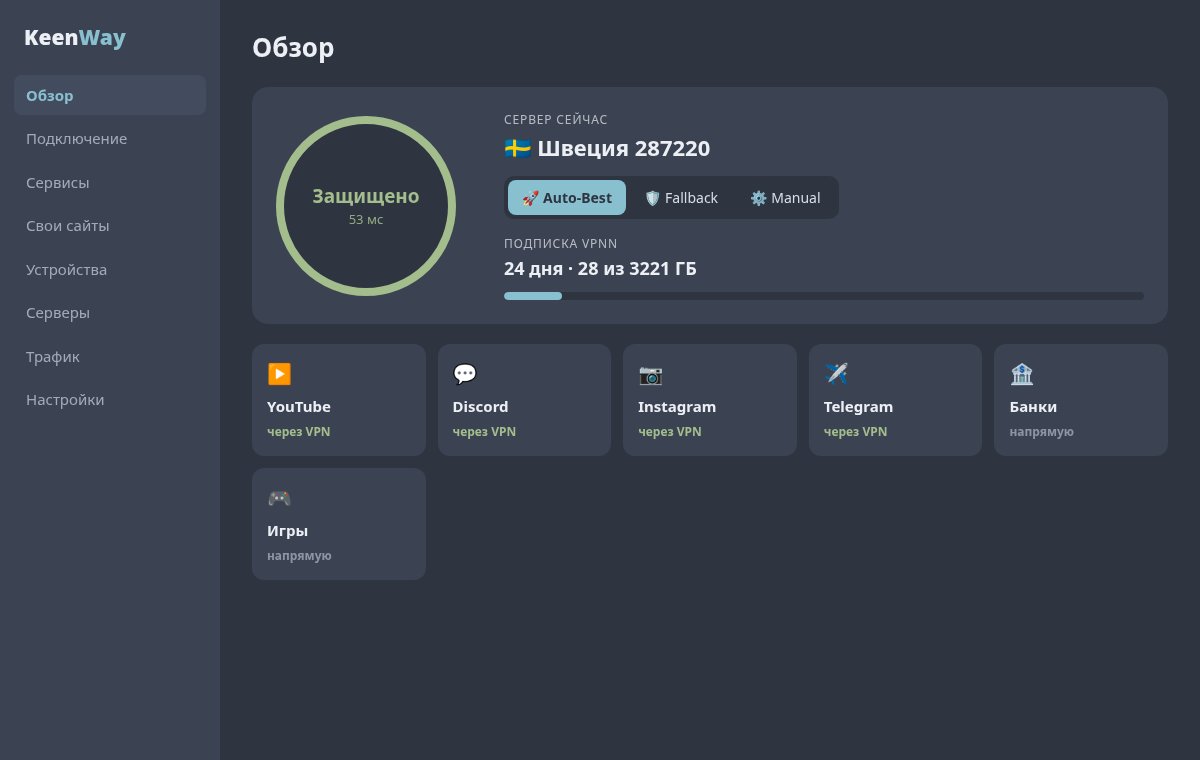 KeenWay
Обзор
Подключение
Сервисы
Свои сайты
Устройства
Серверы
Трафик
Настройки
Обзор
Защищено
53 мс
СЕРВЕР СЕЙЧАС
🇸🇪 Швеция 287220
🚀 Auto-Best
🛡️ Fallback
⚙️ Manual
ПОДПИСКА VPNN
24 дня · 28 из 3221 ГБ
YouTube
через VPN
Discord
через VPN
Instagram
через VPN
Telegram
через VPN
Банки
напрямую
Игры
напрямую